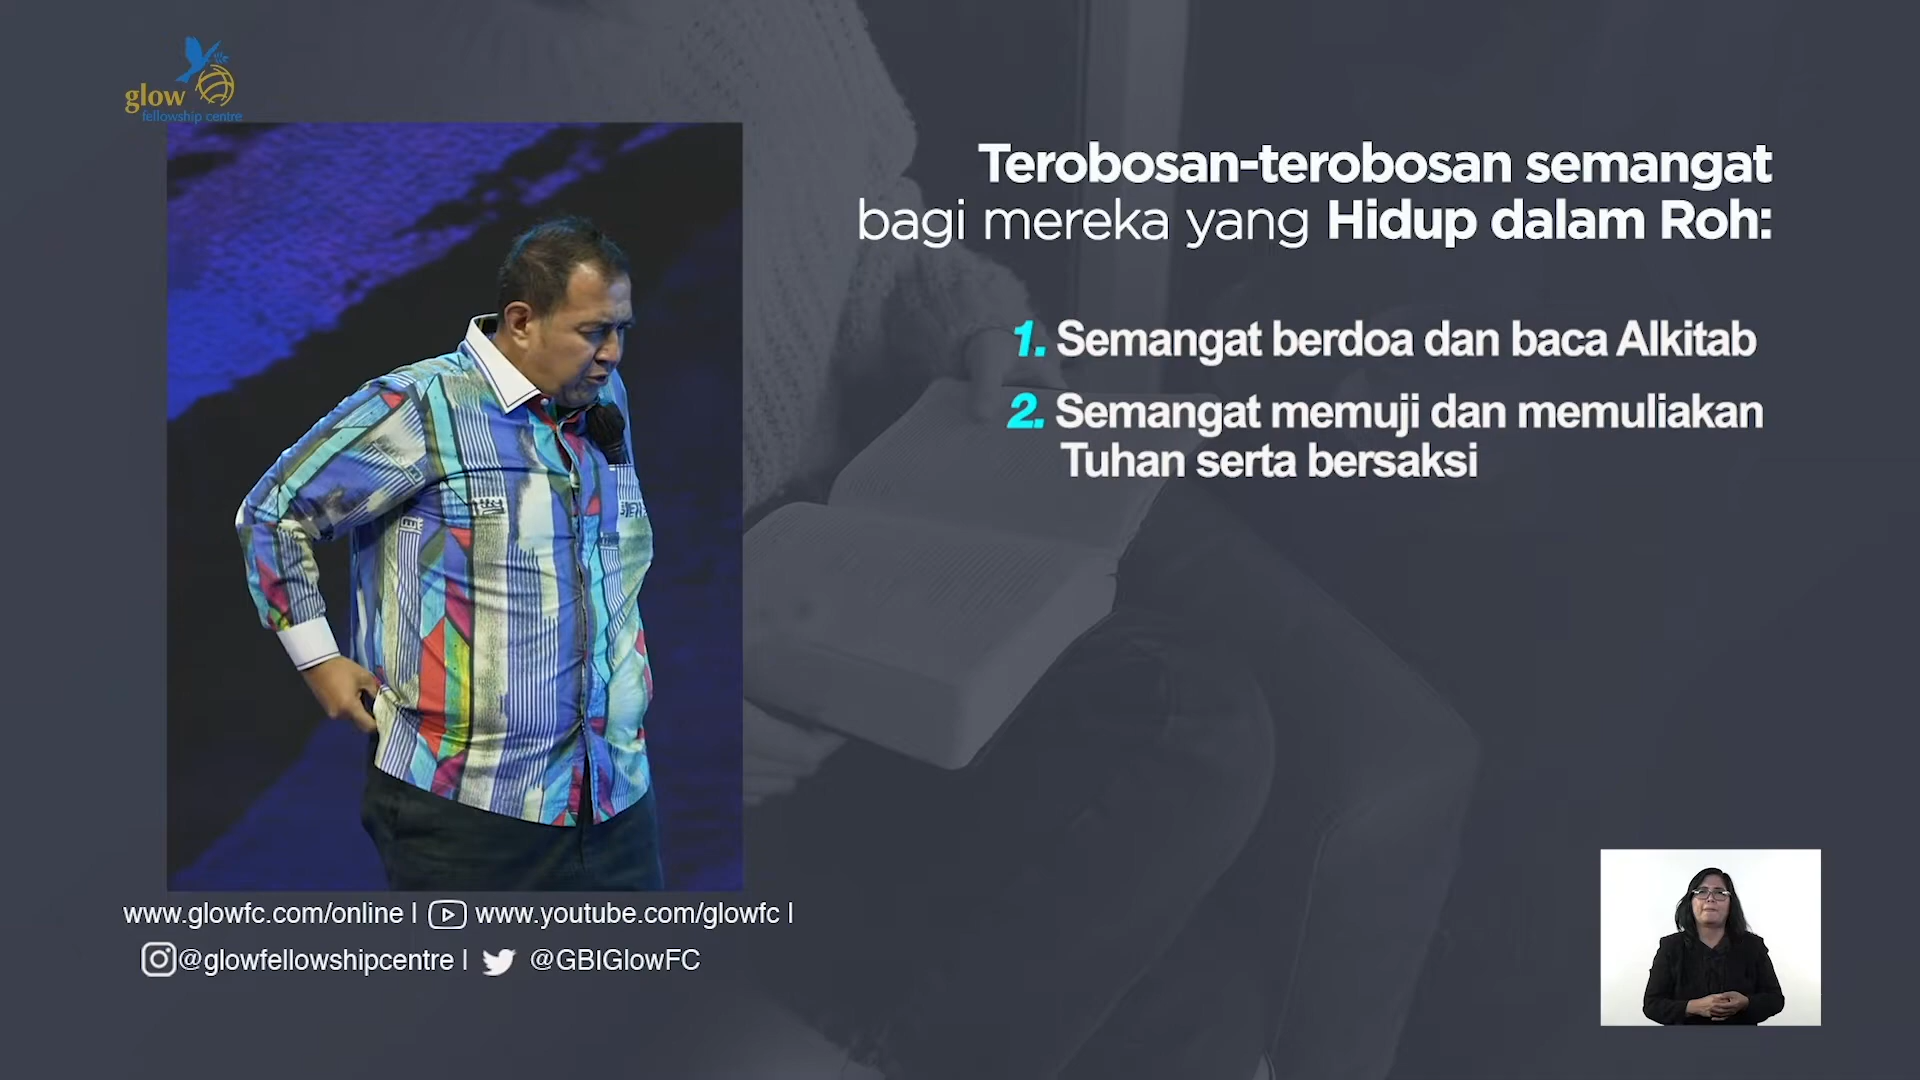 glow
fellowship centre
Terobosan-terobosan semangat
bagi mereka yang Hidup dalam Roh:
1. Semangat berdoa dan baca Alkitab
2. Semangat memuji dan memuliakan
Tuhan serta bersaksi
www.glowfc.com/online | www.youtube.com/glowfc |
@glowfellowshipcentre | @GBIGlowFC